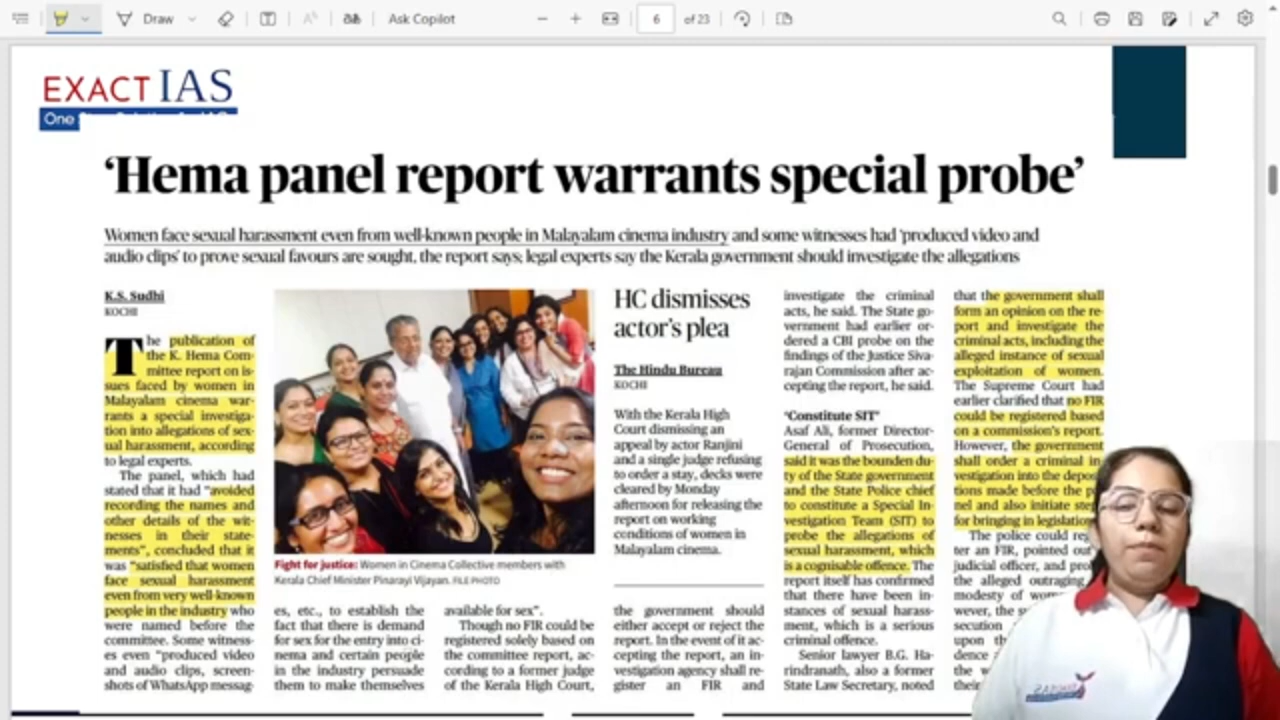 Draw
Ask Copilot
6 of 23
EXACT IAS
One
‘Hema panel report warrants special probe’
Women face sexual harassment even from well-known people in Malayalam cinema industry and some witnesses had ‘produced video and
audio clips’ to prove sexual favours are sought, the report says; legal experts say the Kerala government should investigate the allegations
K.S. Sudhi
KOCHI
The publication of
the K. Hema Com-
mittee report on is-
sues faced by women in
Malayalam cinema war-
rants a special investiga-
tion into allegations of sex-
ual harassment, according
to legal experts.
The panel, which had
stated that it had “avoided
recording the names and
other details of the wit-
nesses in their state-
ments”, concluded that it
was “satisfied that women
face sexual harassment
even from very well-known
people in the industry who
were named before the
committee. Some witness-
es even “produced video
and audio clips, screen-
shots of WhatsApp messag-
Fight for justice: Women in Cinema Collective members with
Kerala Chief Minister Pinarayi Vijayan. FILE PHOTO
es, etc., to establish the
fact that there is demand
for sex for the entry into ci-
nema and certain people
in the industry persuade
them to make themselves
available for sex”.
Though no FIR could be
registered solely based on
the committee report, ac-
cording to a former judge
of the Kerala High Court,
HC dismisses
actor’s plea
The Hindu Bureau
KOCHI
With the Kerala High
Court dismissing an
appeal by actor Ranjini
and a single judge refusing
to order a stay, decks were
cleared by Monday
afternoon for releasing the
report on working
conditions of women in
Malayalam cinema.
the government should
either accept or reject the
report. In the event of it ac-
cepting the report, an in-
vestigation agency shall re-
gister an FIR and
investigate the criminal
acts, he said. The State go-
vernment had earlier or-
dered a CBI probe on the
findings of the Justice Siva-
rajan Commission after ac-
cepting the report, he said.
‘Constitute SIT’
Asaf Ali, former Director-
General of Prosecution,
said it was the bounden du-
ty of the State government
and the State Police chief
to constitute a Special In-
vestigation Team (SIT) to
probe the allegations of
sexual harassment, which
is a cognisable offence. The
report itself has confirmed
that there have been in-
stances of sexual harass-
ment, which is a serious
criminal offence.
Senior lawyer B.G. Ha-
rindranath, also a former
State Law Secretary, noted
that the government shall
form an opinion on the re-
port and investigate the
criminal acts, including the
alleged instance of sexual
exploitation of women.
The Supreme Court had
earlier clarified that no FIR
could be registered based
on a commission’s report.
However, the government
shall order a criminal in-
vestigation into the depo
tions made before the p
nel and also initiate step
for bringing in legislation
The police could reg
ter an FIR, pointed out
judicial officer, and pro
the alleged outraging
modesty of wom
wever, the s
secution
upon th
dence
the w
their